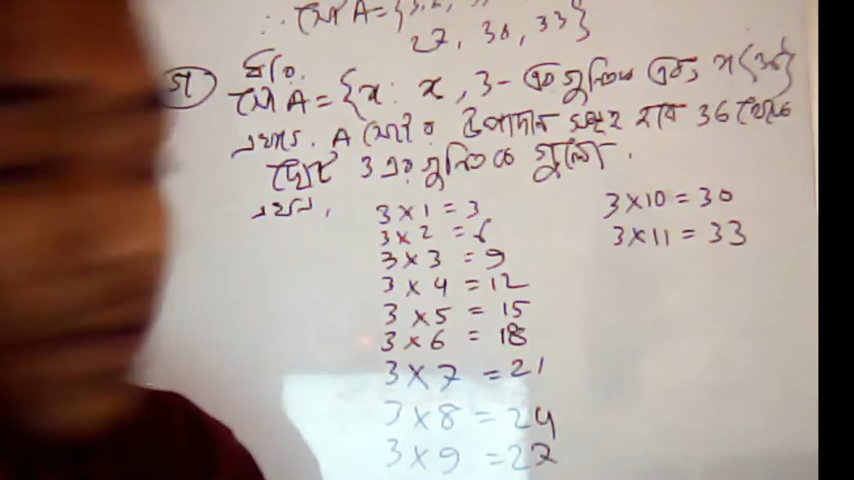 ∴ সেট A = {3, 2,
27, 30, 33}
গ) ধরি,
সেট A = {x : x, 3-এর গুণিতক এবং x<36}
এখানে, A সেটের উপাদান সমূহ হবে 36 থেকে
ছোট 3 এর গুণিতক গুলো.
এখন,
3 × 1 = 3
3 × 2 = 6
3 × 3 = 9
3 × 4 = 12
3 × 5 = 15
3 × 6 = 18
3 × 7 = 21
3 × 8 = 24
3 × 9 = 27
3 × 10 = 30
3 × 11 = 33